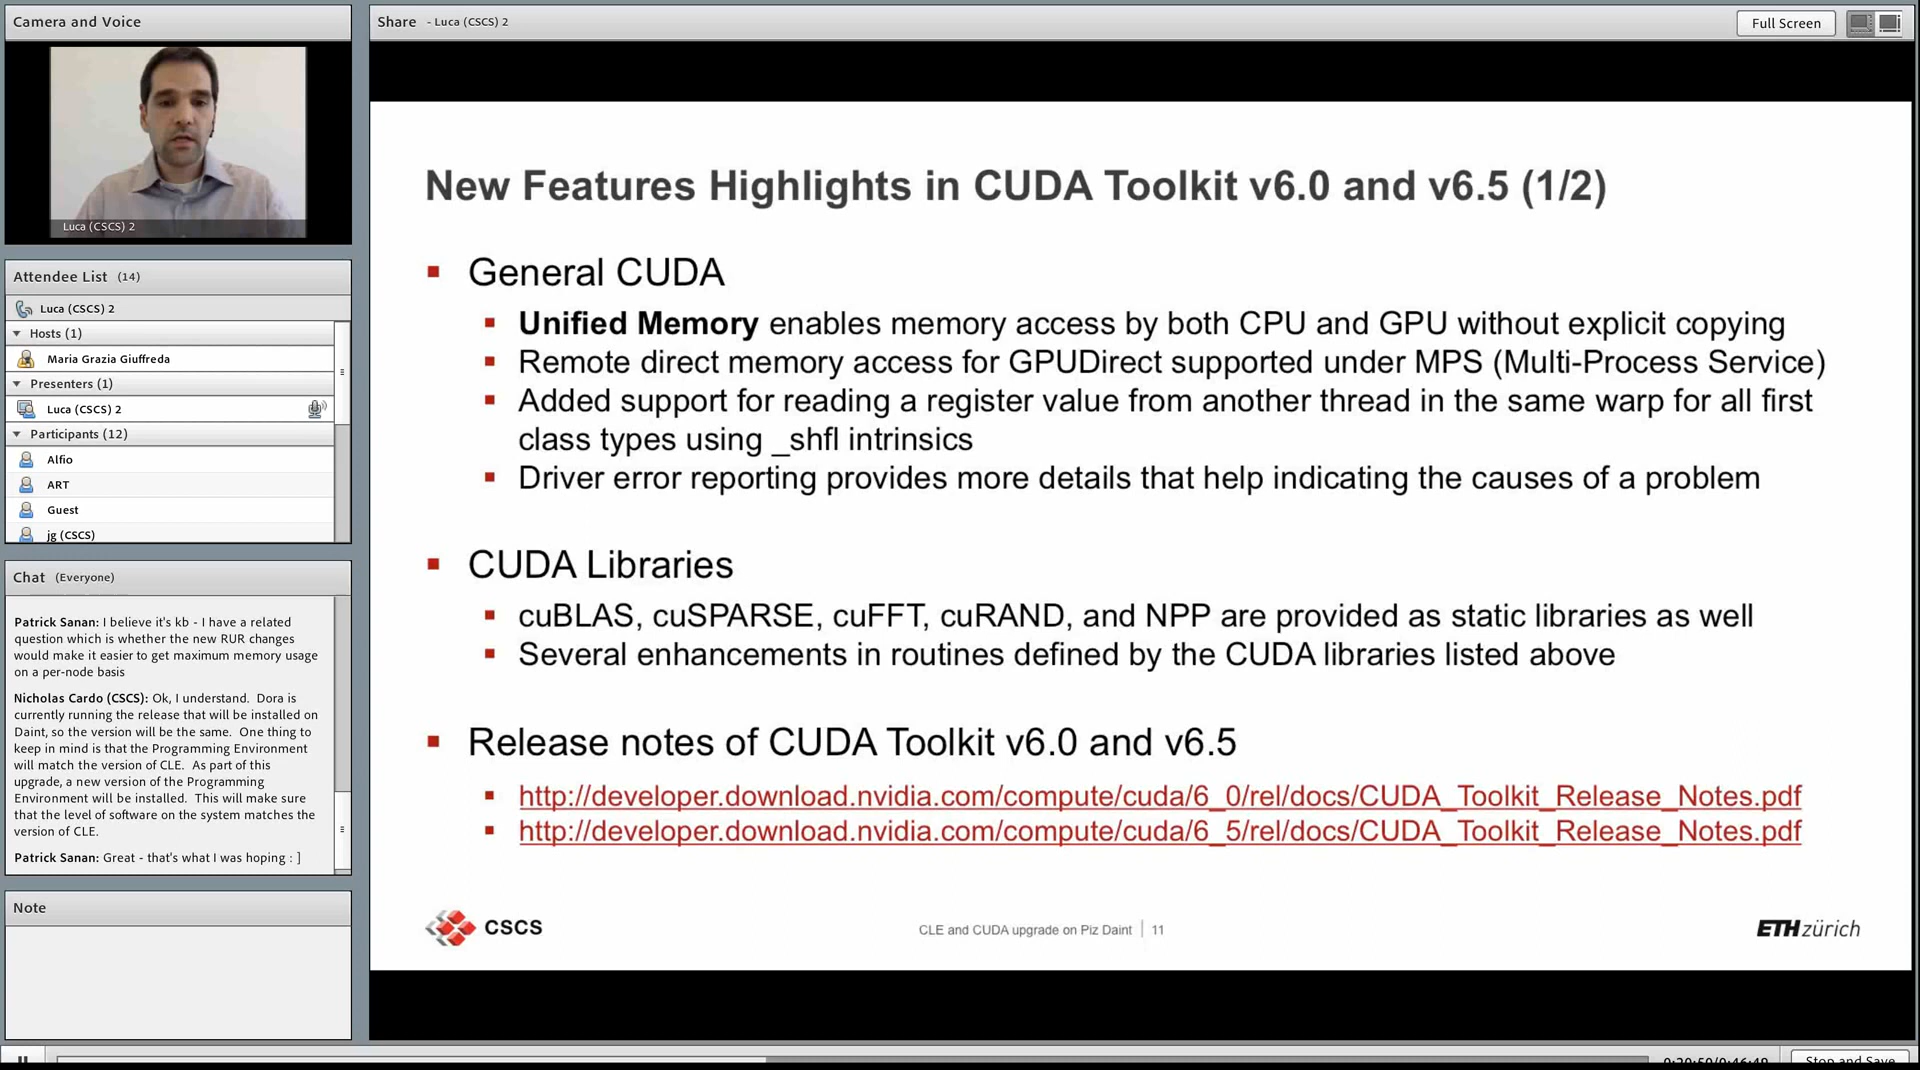 Camera and Voice
Luca (CSCS) 2
Attendee List (14)
Luca (CSCS) 2
Hosts (1)
Maria Grazia Giuffreda
Presenters (1)
Luca (CSCS) 2
Participants (12)
Alfio
ART
Guest
jg (CSCS)
Chat (Everyone)
Patrick Sanan: I believe it's kb - I have a related
question which is whether the new RUR changes
would make it easier to get maximum memory usage
on a per-node basis
Nicholas Cardo (CSCS): Ok, I understand. Dora is
currently running the release that will be installed on
Daint, so the version will be the same. One thing to
keep in mind is that the Programming Environment
will match the version of CLE. As part of this
upgrade, a new version of the Programming
Environment will be installed. This will make sure
that the level of software on the system matches the
version of CLE.
Patrick Sanan: Great - that's what I was hoping : ]
Note
Share - Luca (CSCS) 2
Full Screen
New Features Highlights in CUDA Toolkit v6.0 and v6.5 (1/2)
General CUDA
Unified Memory enables memory access by both CPU and GPU without explicit copying
Remote direct memory access for GPUDirect supported under MPS (Multi-Process Service)
Added support for reading a register value from another thread in the same warp for all first
class types using _shfl intrinsics
Driver error reporting provides more details that help indicating the causes of a problem
CUDA Libraries
cuBLAS, cuSPARSE, cuFFT, cuRAND, and NPP are provided as static libraries as well
Several enhancements in routines defined by the CUDA libraries listed above
Release notes of CUDA Toolkit v6.0 and v6.5
http://developer.download.nvidia.com/compute/cuda/6_0/rel/docs/CUDA_Toolkit_Release_Notes.pdf
http://developer.download.nvidia.com/compute/cuda/6_5/rel/docs/CUDA_Toolkit_Release_Notes.pdf
CSCS
CLE and CUDA upgrade on Piz Daint | 11
ETH zürich
0:20:50/0:46:49
Stop and Save